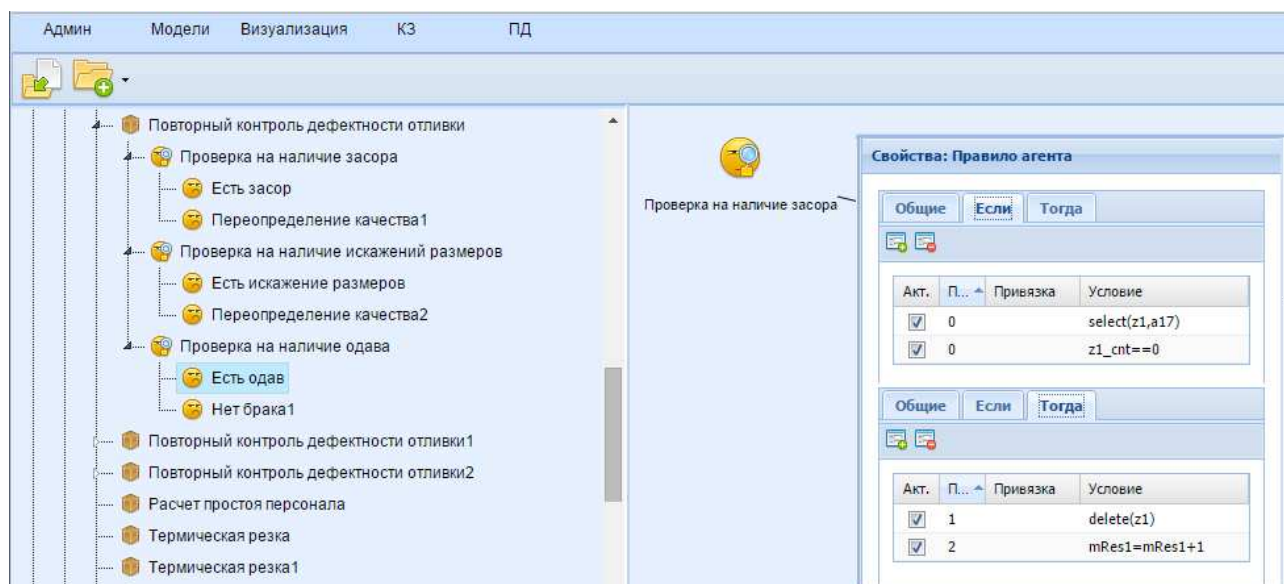 Админ Модели Визуализация КЗ ПД
Повторный контроль дефектности отливки
Проверка на наличие засора
Есть засор
Переопределение качества1
Проверка на наличие искажений размеров
Есть искажение размеров
Переопределение качества2
Проверка на наличие одава
Есть одав
Нет брака1
Повторный контроль дефектности отливки1
Повторный контроль дефектности отливки2
Расчет простоя персонала
Термическая резка
Термическая резка1
Проверка на наличие засора
Свойства: Правило агента
Общие Если Тогда
Акт. П... Привязка Условие
0 select(z1,a17)
0 z1_cnt==0
Общие Если Тогда
Акт. П... Привязка Условие
1 delete(z1)
2 mRes1=mRes1+1